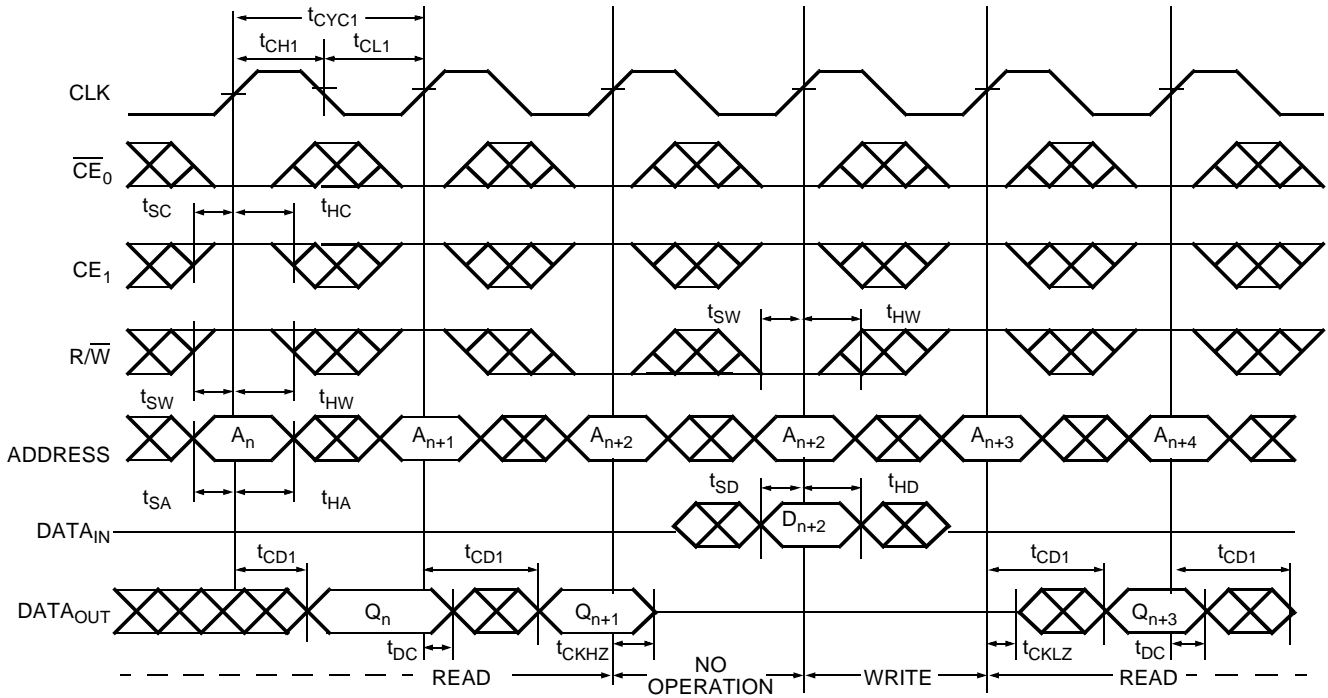 tCYC1
tCH1 tCL1
CLK
CE0
tSC tHC
CE1
tSW tHW
R/W
tSW tHW
An An+1 An+2 An+2 An+3 An+4
ADDRESS
tSA tHA tSD tHD
DATAIN Dn+2
tCD1 tCD1 tCD1 tCD1
DATAOUT Qn Qn+1 Qn+3
tDC tCKHZ tCKLZ tDC
READ NO OPERATION WRITE READ